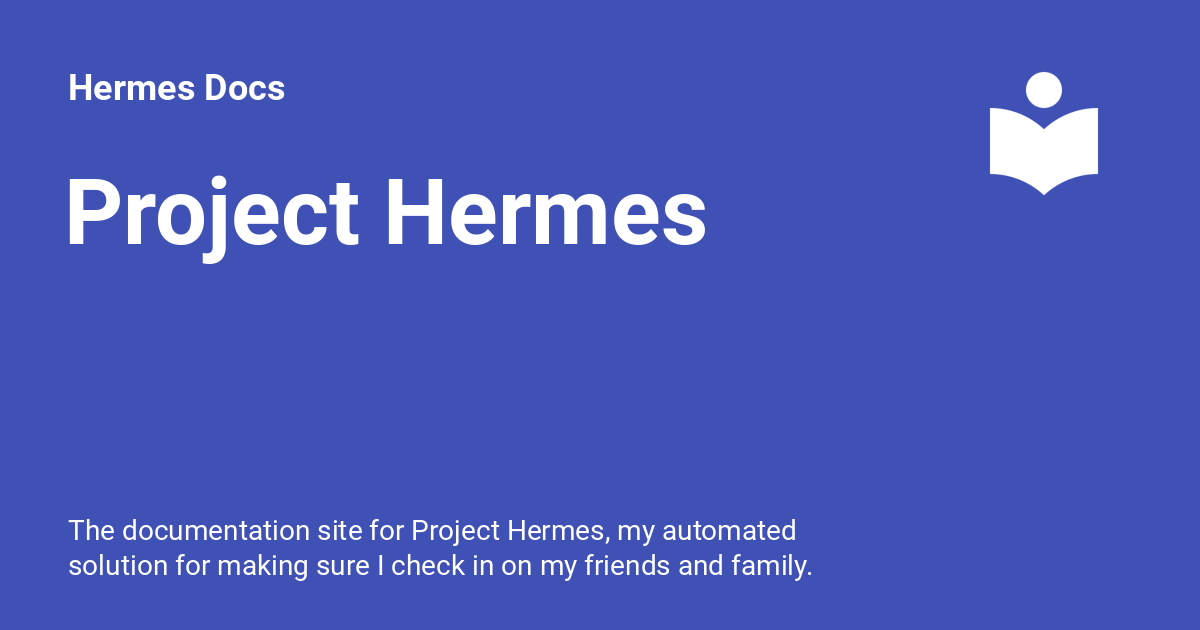 Hermes Docs
Project Hermes
The documentation site for Project Hermes, my automated
solution for making sure I check in on my friends and family.